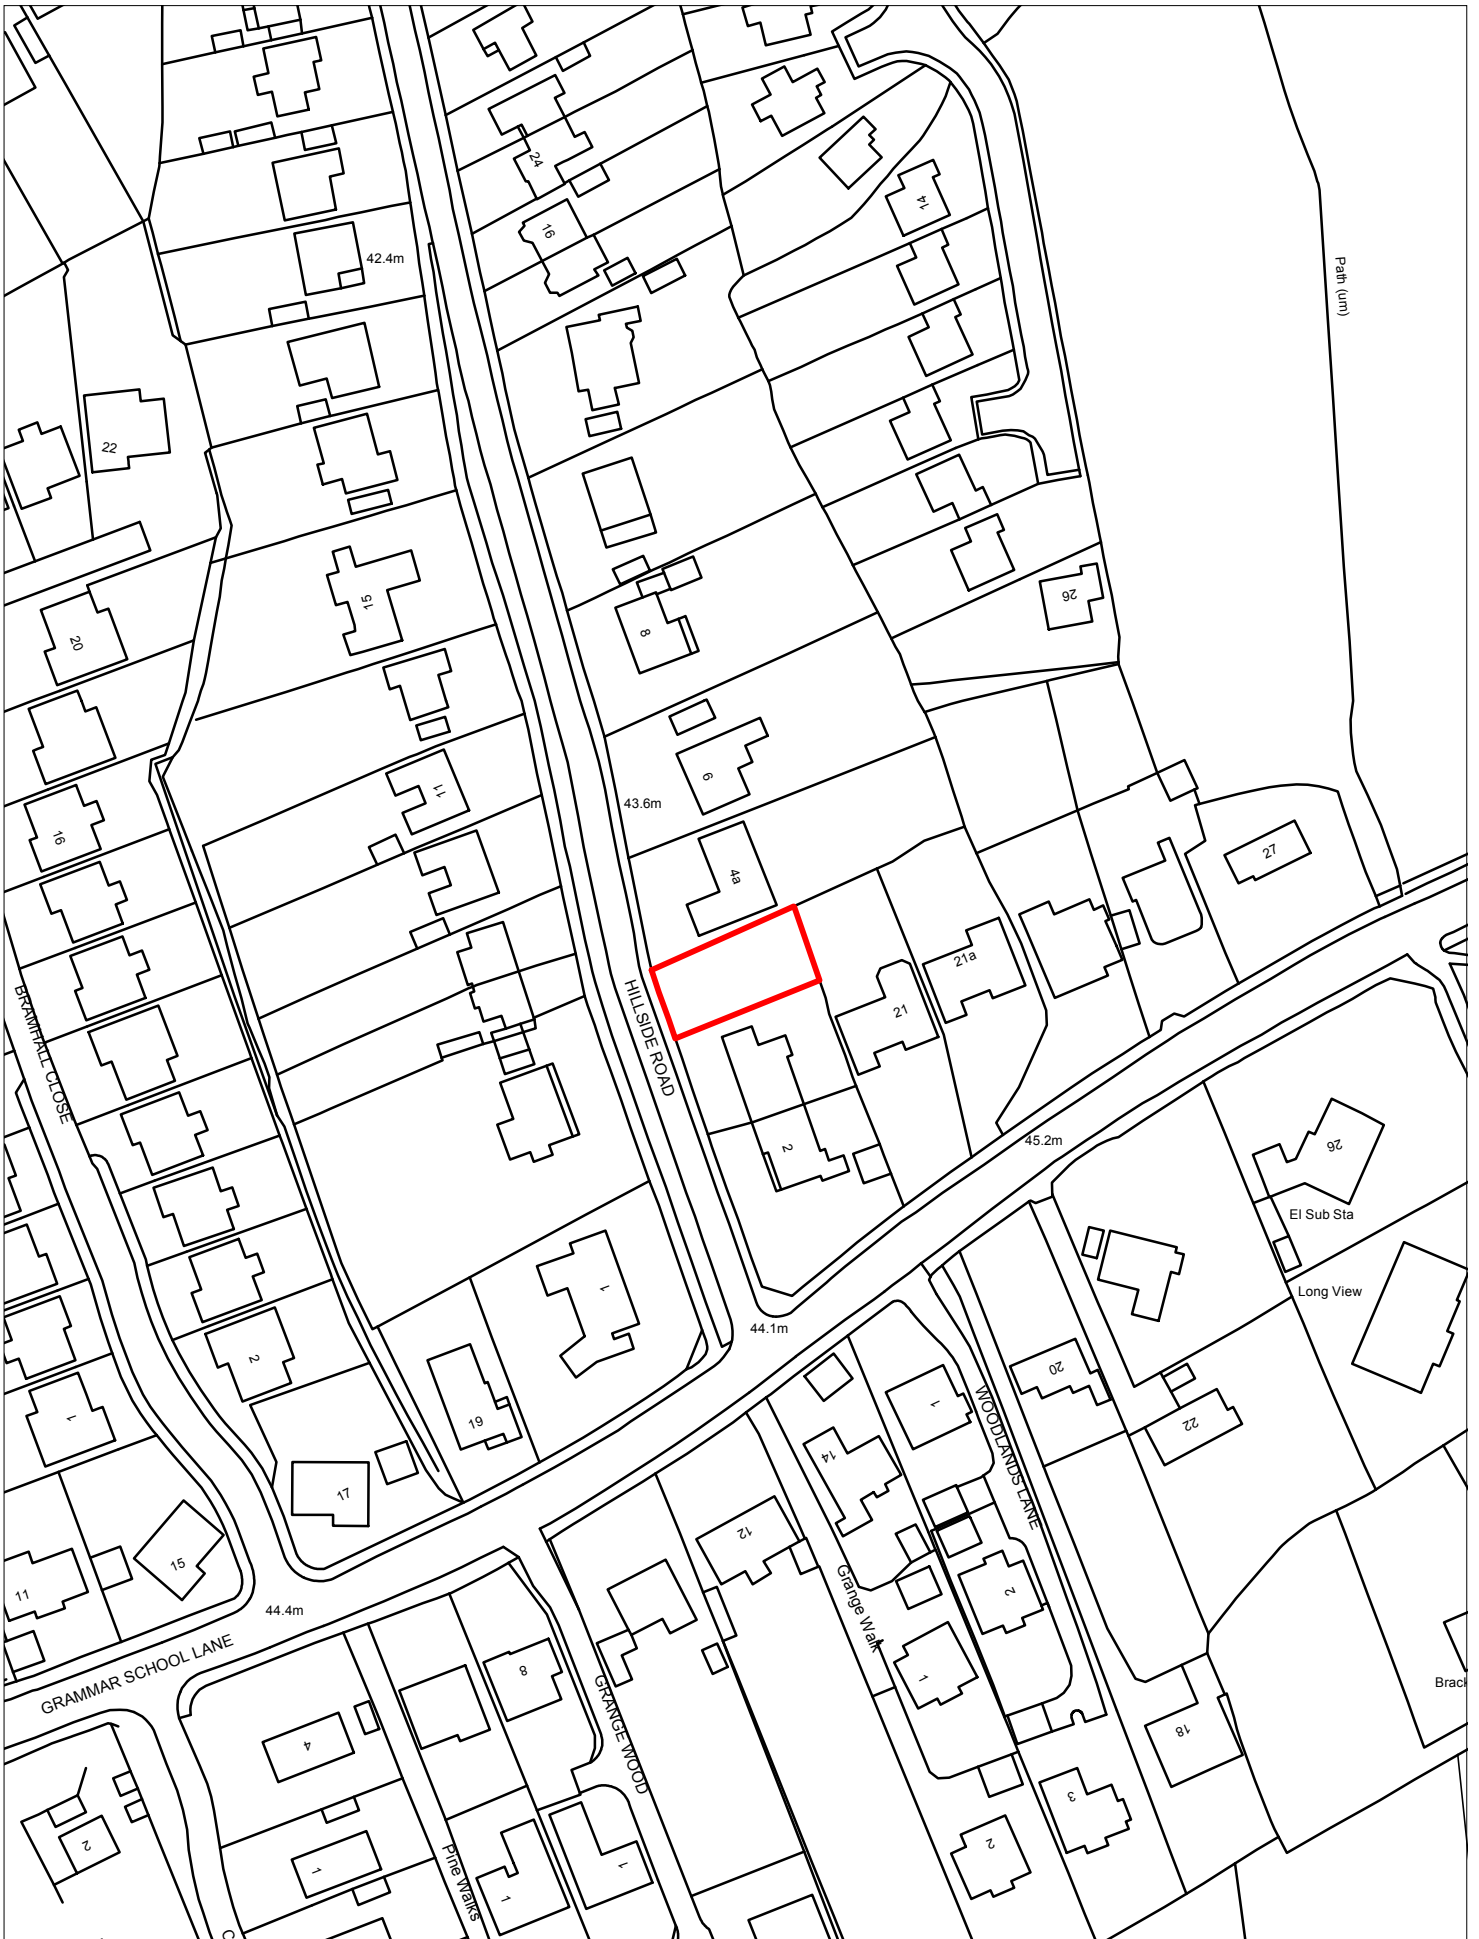 24
16
14
42.4m
Path (um)
22
15
26
20
8
6
43.6m
11
16
4a
27
21a
21
HILLSIDE ROAD
BRAMHALL CLOSE
45.2m
2
26
El Sub Sta
Long View
1
44.1m
2
19
20
1
1
WOODLANDS LANE
22
14
17
12
15
11
44.4m
2
Grange Walk
GRAMMAR SCHOOL LANE
8
1
GRANGE WOOD
Brack
4
18
3
2
2
1
1
1
Pine Walks
C